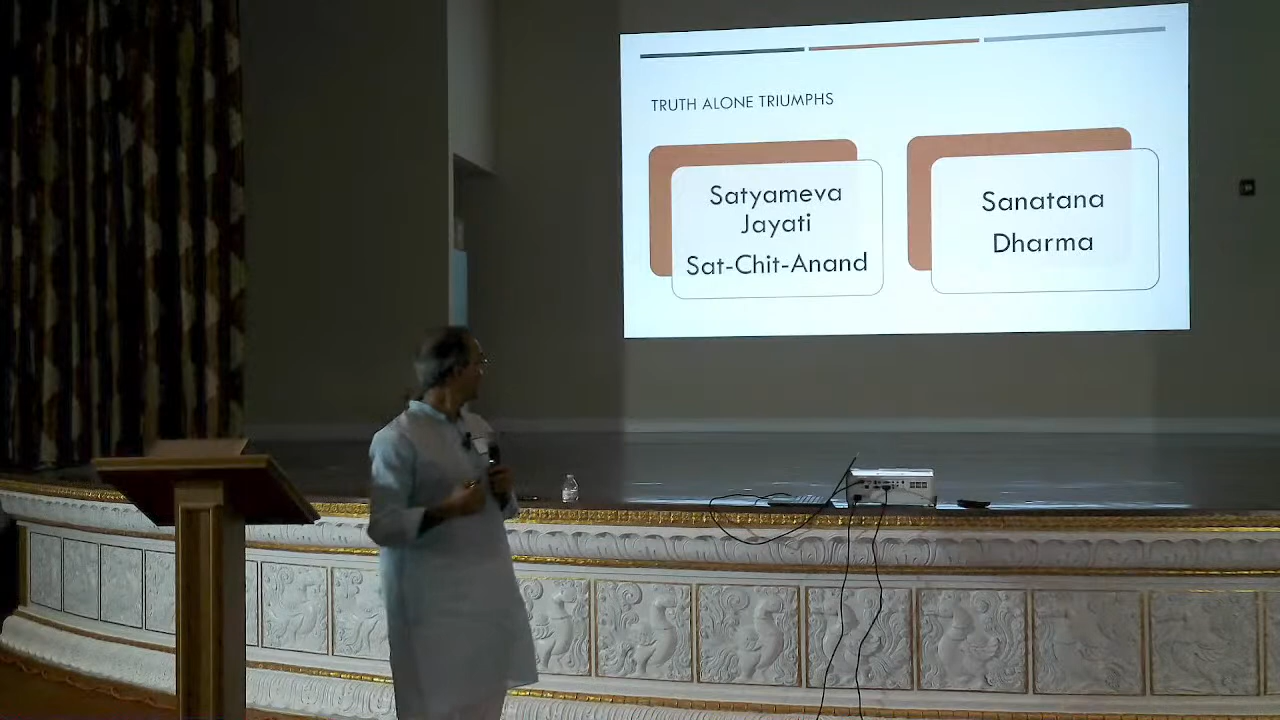 TRUTH ALONE TRIUMPHS
Satyameva
Jayati
Sat-Chit-Anand
Sanatana
Dharma